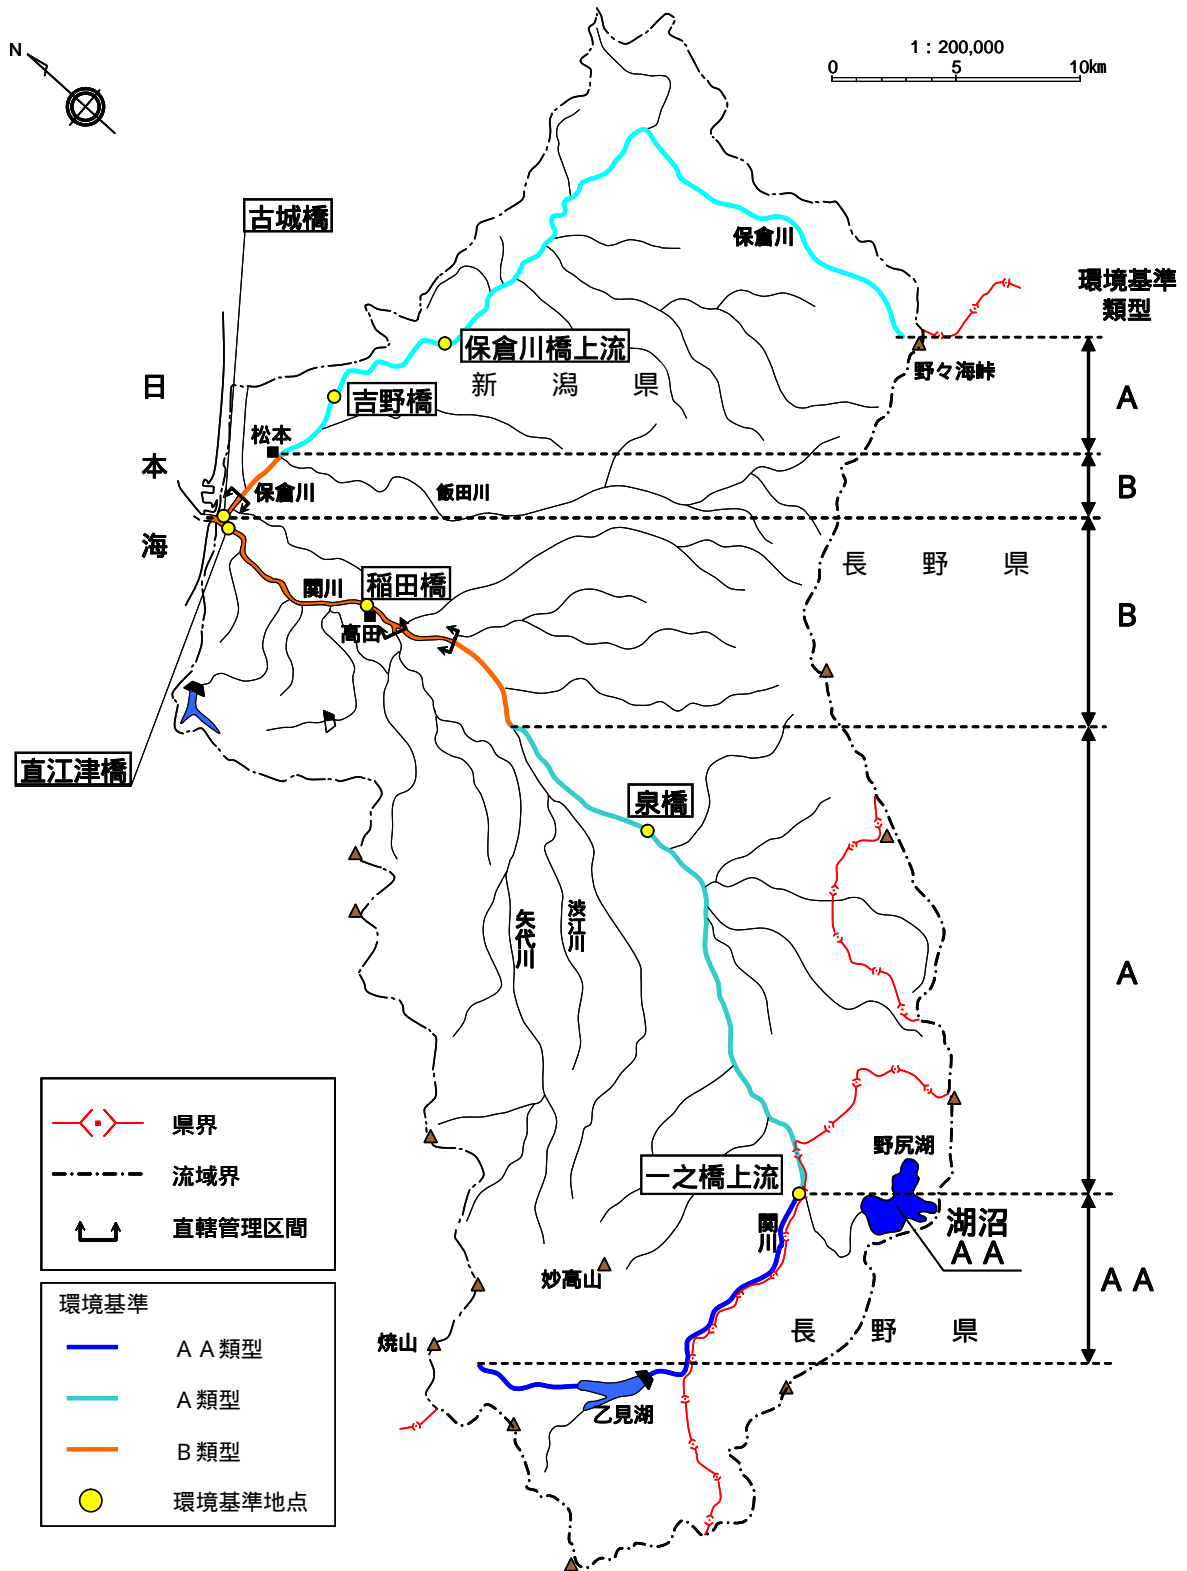 N
1：200,000
0 5 10km
古城橋
保倉川
環境基準
類型
保倉川橋上流
新潟県
野々海峠
A
吉野橋
日本海
松本
保倉川
飯田川
B
長野県
関川
稲田橋
高田
B
直江津橋
泉橋
矢代川
渋江川
A
県界
流域界
直轄管理区間
野尻湖
一之橋上流
関川
湖沼
ＡＡ
妙高山
ＡＡ
焼山
長野県
乙見湖
環境基準
ＡＡ類型
Ａ類型
Ｂ類型
環境基準地点